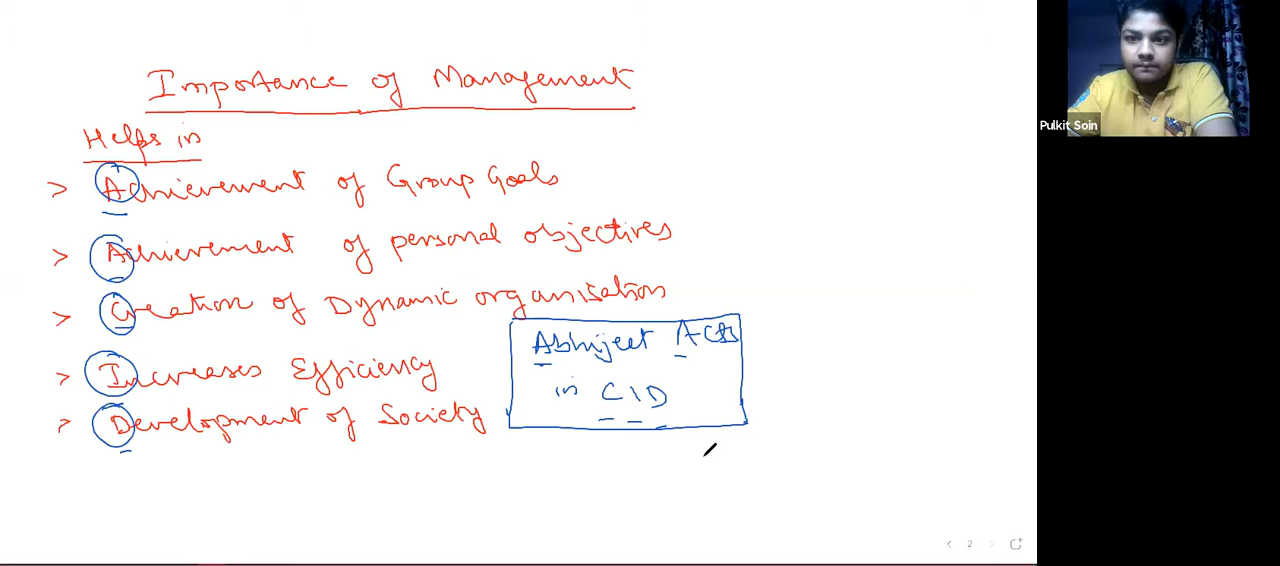 Importance of Management
Helps in
> Achievement of Group Goals
> Achievement of personal objectives
> Creation of Dynamic organisation
> Increases Efficiency
> Development of Society
Abhijeet Acts
in CID
Pulkit Soin
< 2 >